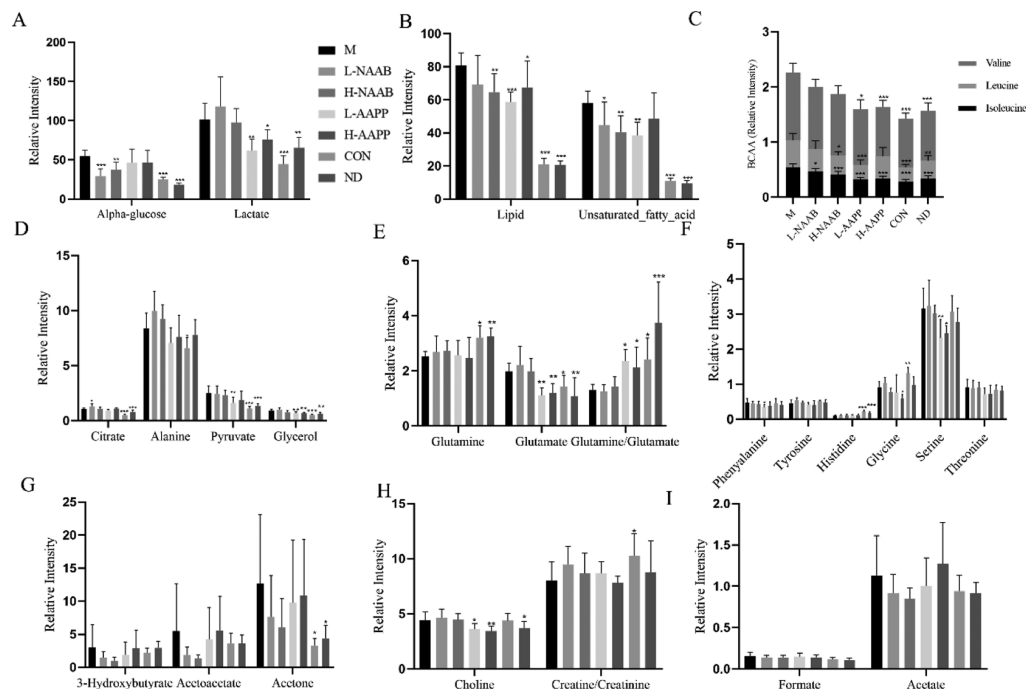 A
Relative Intensity
200
150
100
50
0
Alpha-glucose Lactate
M
L-NAAB
H-NAAB
L-AAPP
H-AAPP
CON
ND
B
Relative Intensity
100
80
60
40
20
0
Lipid Unsaturated_fatty_acid
C
BCAA (Relative Intensity)
3
2
1
0
M L-NAAB H-NAAB L-AAPP H-AAPP CON ND
Valine
Leucine
Isoleucine
D
Relative Intensity
15
10
5
0
Citrate Alanine Pyruvate Glycerol
E
Relative Intensity
6
4
2
0
Glutamine Glutamate Glutamine/Glutamate
F
Relative Intensity
5
4
3
2
1
0
Phenyalanine Tyrosine Histidine Glycine Serine Threonine
G
Relative Intensity
25
20
15
10
5
0
3-Hydroxybutyrate Acetoacetate Acetone
H
Relative Intensity
15
10
5
0
Choline Creatine/Creatinine
I
Relative Intensity
2.0
1.5
1.0
0.5
0.0
Formate Acetate